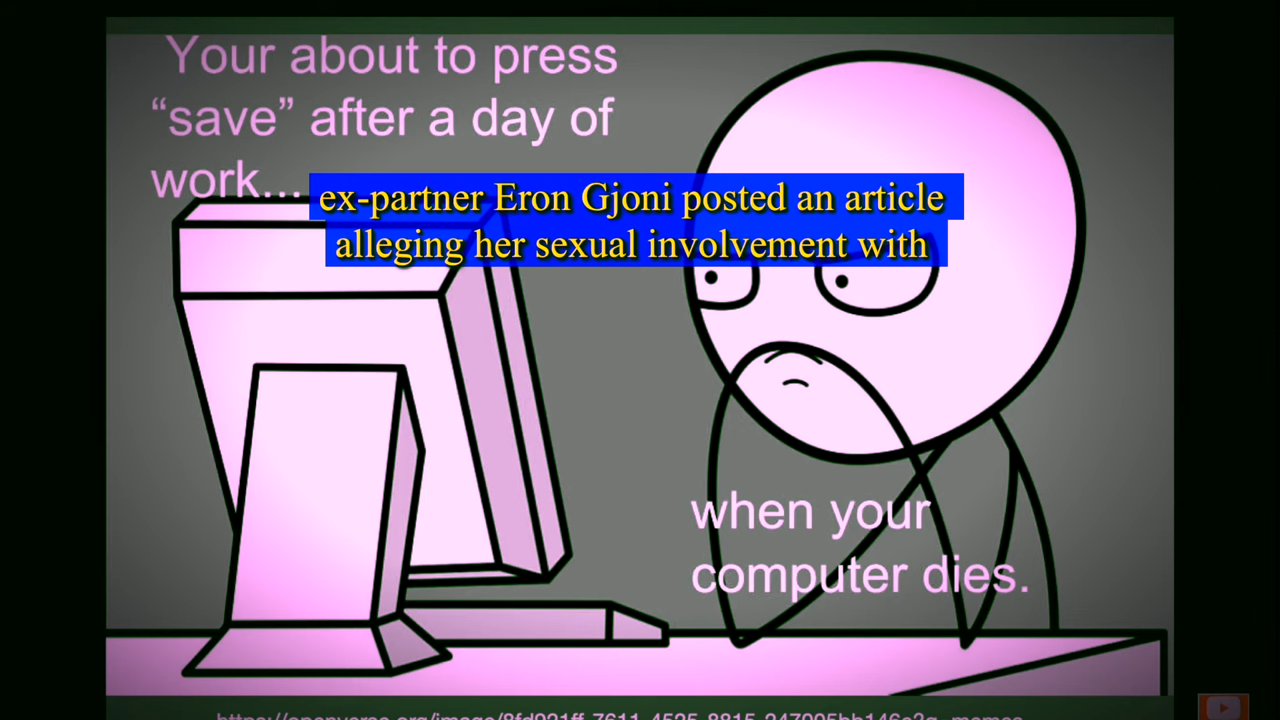 Your about to press
“save” after a day of
work...
ex-partner Eron Gjoni posted an article
alleging her sexual involvement with
when your
computer dies.